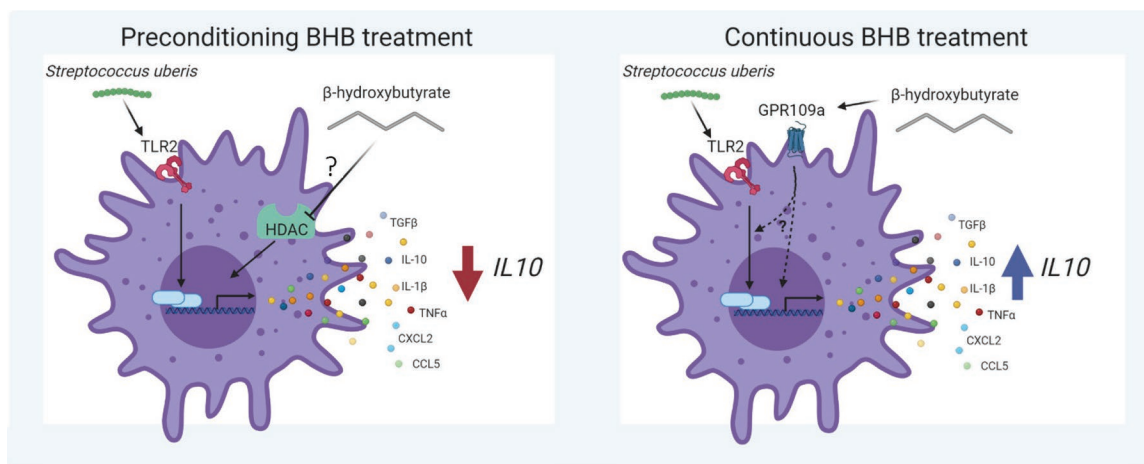 Preconditioning BHB treatment
Streptococcus uberis
β-hydroxybutyrate
TLR2
?
HDAC
TGFβ
IL-10
IL-1β
TNFα
CXCL2
CCL5
IL10
Continuous BHB treatment
Streptococcus uberis
GPR109a
β-hydroxybutyrate
TLR2
?
TGFβ
IL-10
IL-1β
TNFα
CXCL2
CCL5
IL10